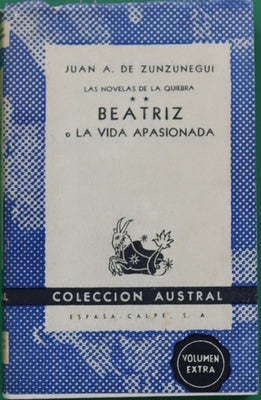 JUAN A. DE ZUNZUNEGUI
LAS NOVELAS DE LA QUIEBRA
★ ★
BEATRIZ
o LA VIDA APASIONADA
COLECCION AUSTRAL
ESPASA-CALPE, S. A.
VOLUMEN
EXTRA